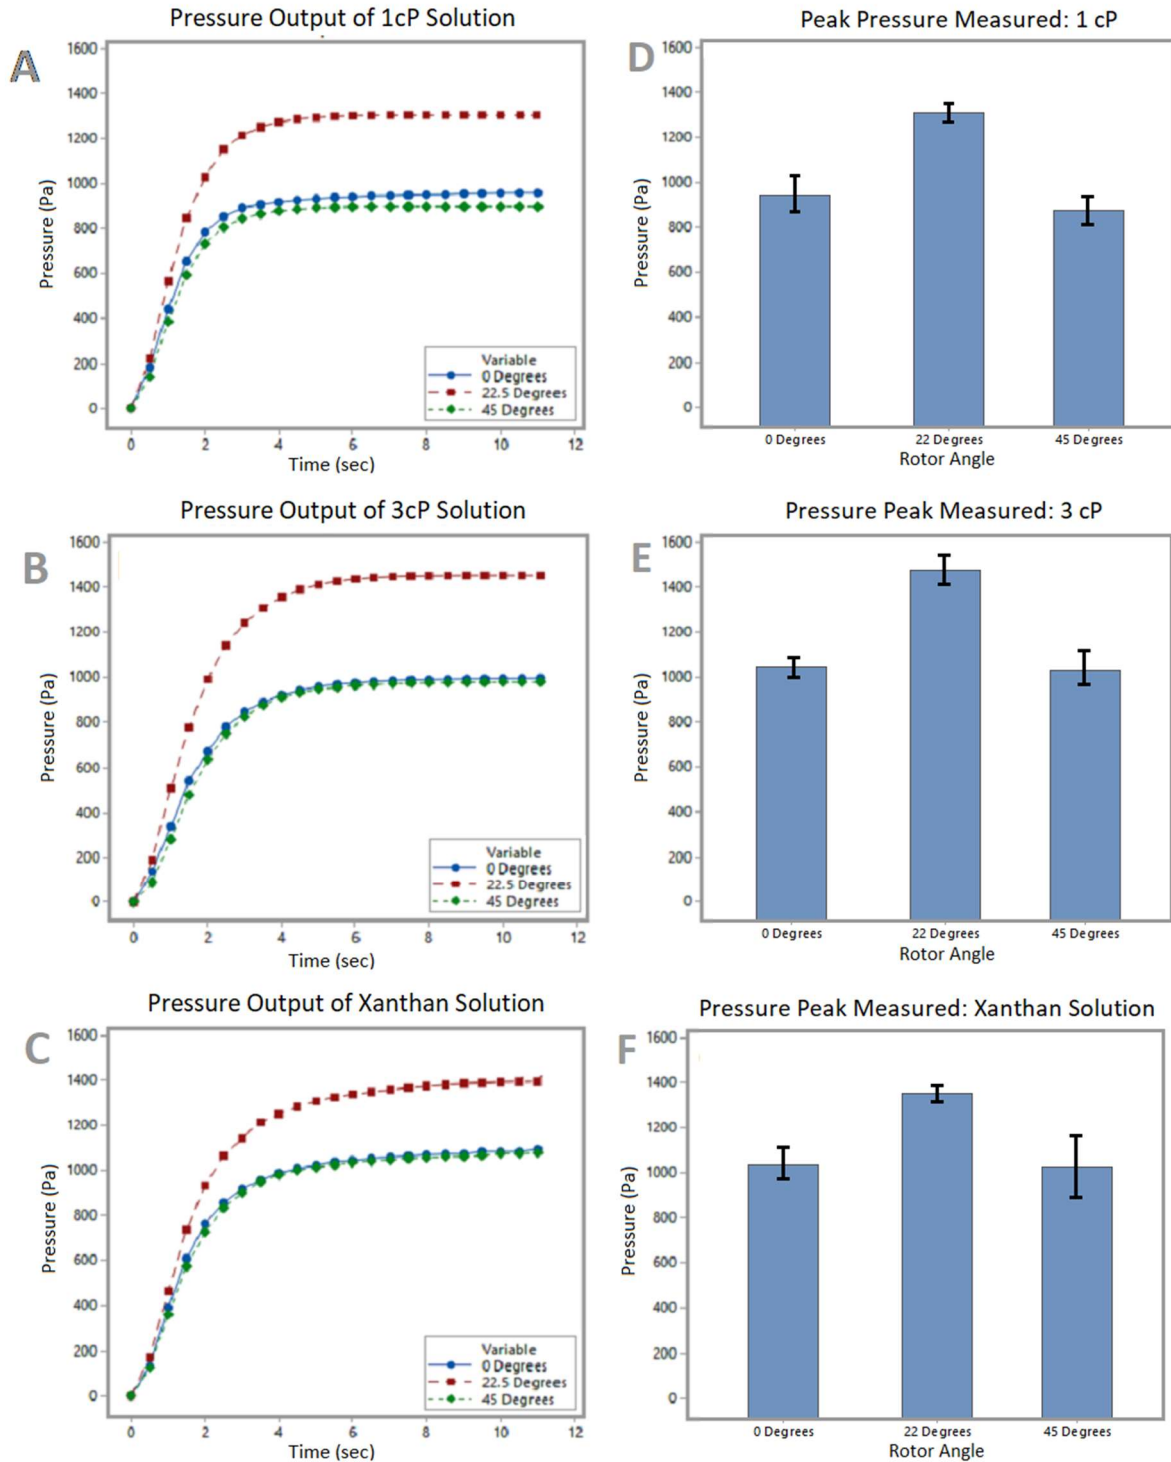 Pressure Output of 1cP Solution
A
1600
1400
1200
1000
800
600
400
200
0
Pressure (Pa)
0 2 4 6 8 10 12
Time (sec)
Variable
0 Degrees
22.5 Degrees
45 Degrees
Peak Pressure Measured: 1 cP
D
1600
1400
1200
1000
800
600
400
200
0
Pressure (Pa)
0 Degrees 22 Degrees 45 Degrees
Rotor Angle
Pressure Output of 3cP Solution
B
1600
1400
1200
1000
800
600
400
200
0
Pressure (Pa)
0 2 4 6 8 10 12
Time (sec)
Variable
0 Degrees
22.5 Degrees
45 Degrees
Pressure Peak Measured: 3 cP
E
1600
1400
1200
1000
800
600
400
200
0
Pressure (Pa)
0 Degrees 22 Degrees 45 Degrees
Rotor Angle
Pressure Output of Xanthan Solution
C
1600
1400
1200
1000
800
600
400
200
0
Pressure (Pa)
0 2 4 6 8 10 12
Time (sec)
Variable
0 Degrees
22.5 Degrees
45 Degrees
Pressure Peak Measured: Xanthan Solution
F
1600
1400
1200
1000
800
600
400
200
0
Pressure (Pa)
0 Degrees 22 Degrees 45 Degrees
Rotor Angle